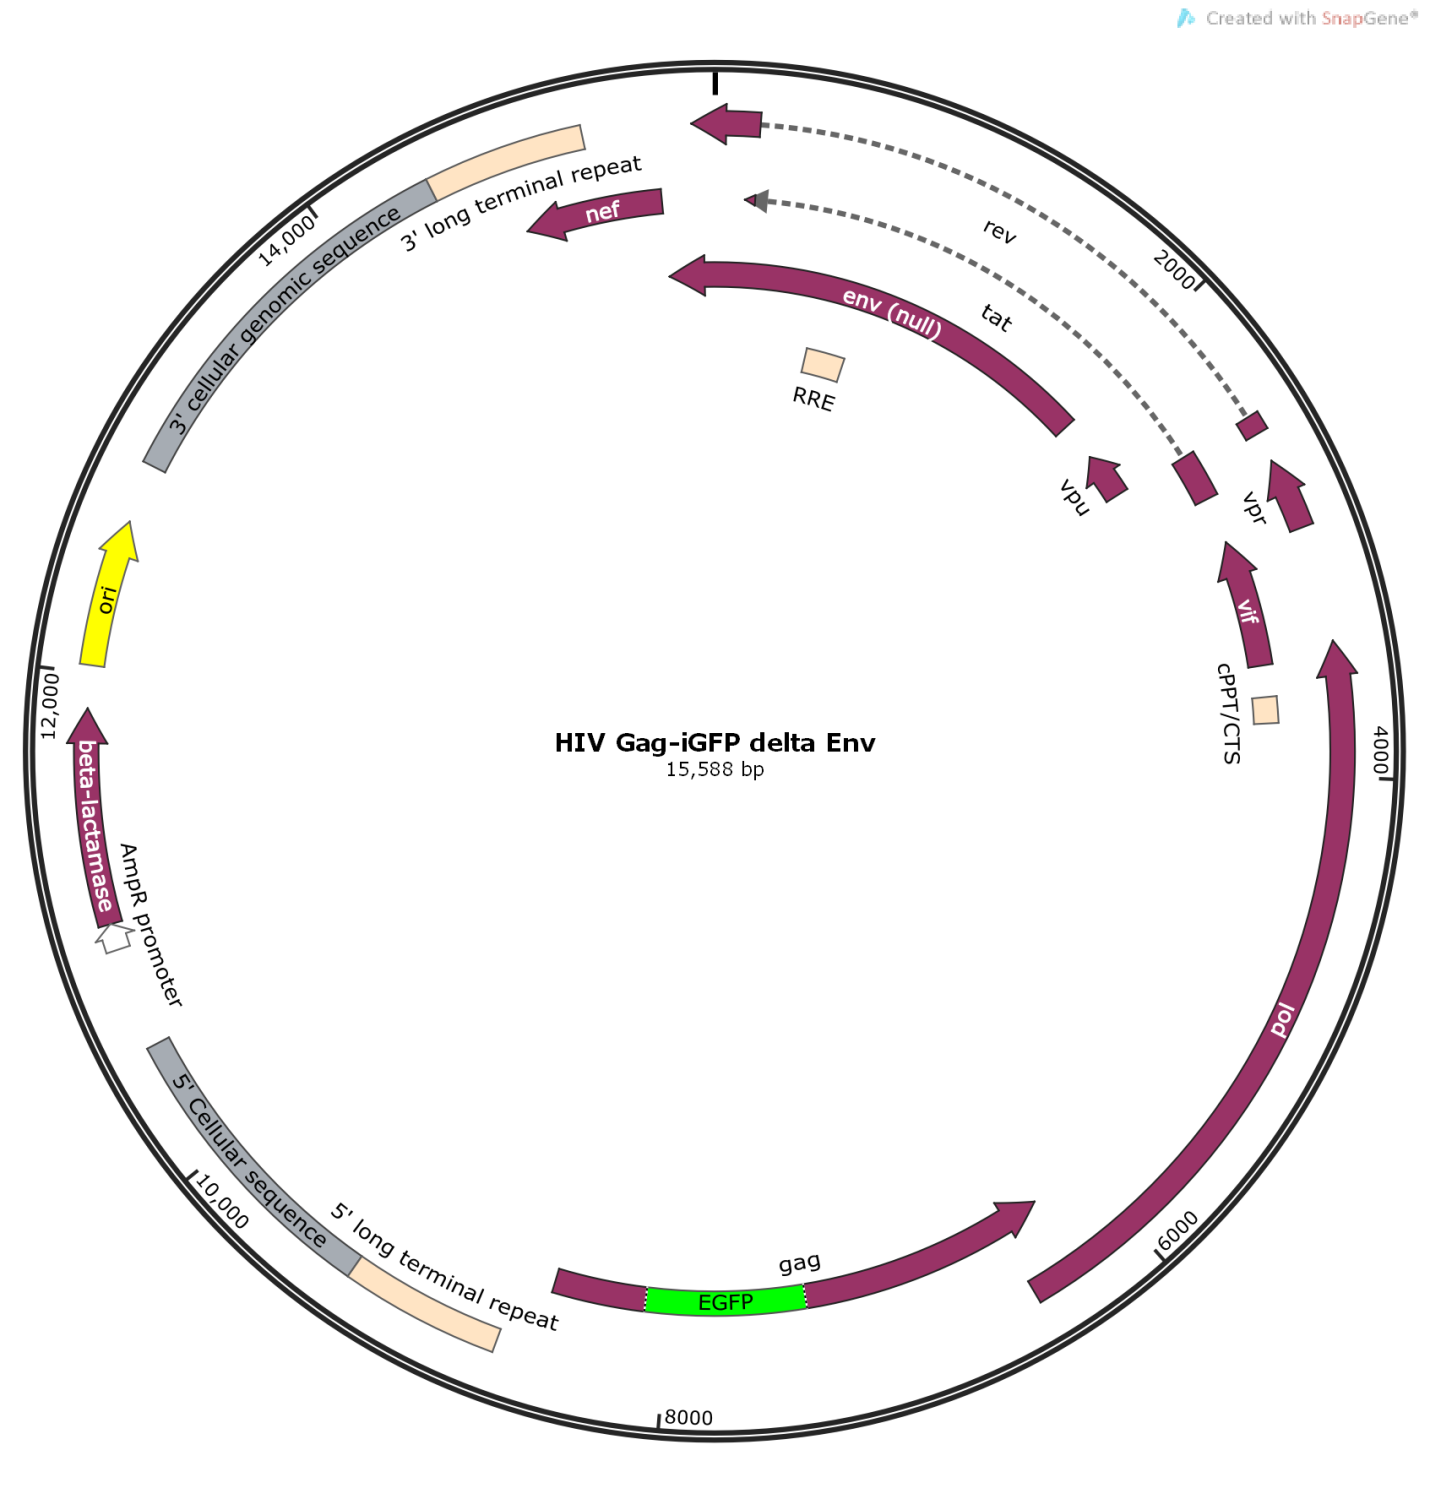 Created with SnapGene®
3' long terminal repeat
nef
rev
14,000
2000
3' cellular genomic sequence
env (null)
tat
RRE
vpu
vpr
ori
vif
cPPT/CTS
12,000
HIV Gag-iGFP delta Env
15,588 bp
4000
beta-lactamase
AmpR promoter
pol
5' Cellular sequence
10,000
5' long terminal repeat
6000
gag
EGFP
8000